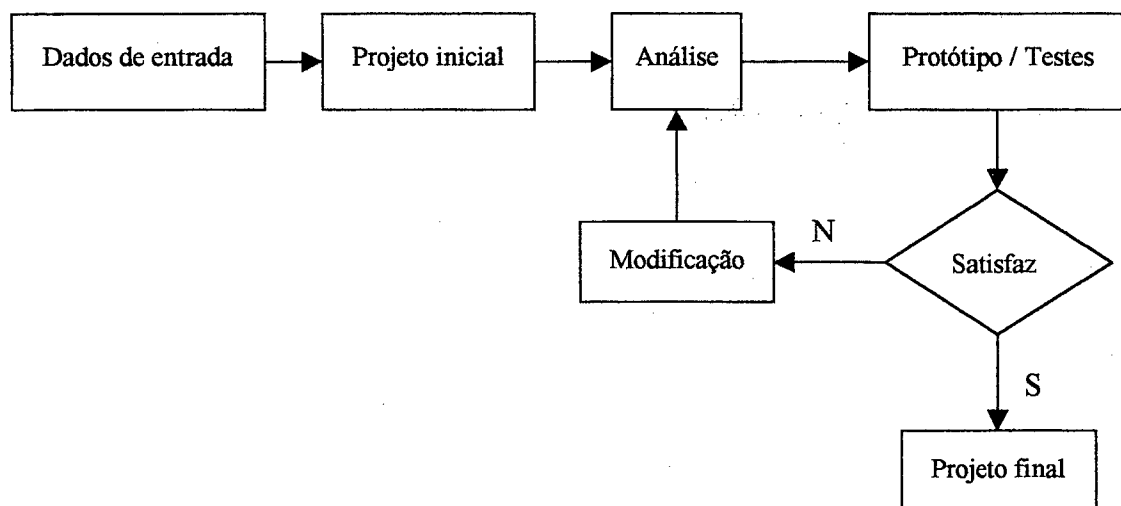 Dados de entrada
Projeto inicial
Análise
Protótipo / Testes
Modificação
N
Satisfaz
S
Projeto final